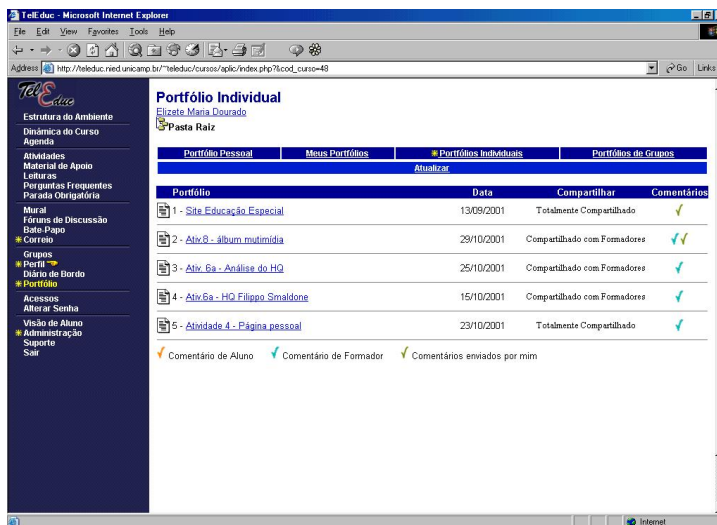 TelEduc - Microsoft Internet Explorer
File Edit View Favorites Tools Help
Address http://teleduc.nied.unicamp.br/~teleduc/cursos/aplic/index.php?&cod_curso=48 Go Links
TelEduc
Estrutura do Ambiente
Dinâmica do Curso
Agenda
Atividades
Material de Apoio
Leituras
Perguntas Frequentes
Parada Obrigatória
Mural
Fóruns de Discussão
Bate-Papo
Correio
Grupos
Perfil
Diário de Bordo
Portfólio
Acessos
Alterar Senha
Visão de Aluno
Administração
Suporte
Sair
Portfólio Individual
Elizete Maria Dourado
Pasta Raiz
Portfólio Pessoal Meus Portfólios Portfólios Individuais Portfólios de Grupos
Atualizar
Portfólio Data Compartilhar Comentários
1 - Site Educação Especial 13/09/2001 Totalmente Compartilhado
2 - Ativ.8 - álbum mutimídia 29/10/2001 Compartilhado com Formadores
3 - Ativ. 6a - Análise do HQ 25/10/2001 Compartilhado com Formadores
4 - Ativ.6a - HQ Filippo Smaldone 15/10/2001 Compartilhado com Formadores
5 - Atividade 4 - Página pessoal 23/10/2001 Totalmente Compartilhado
Comentário de Aluno Comentário de Formador Comentários enviados por mim
Internet